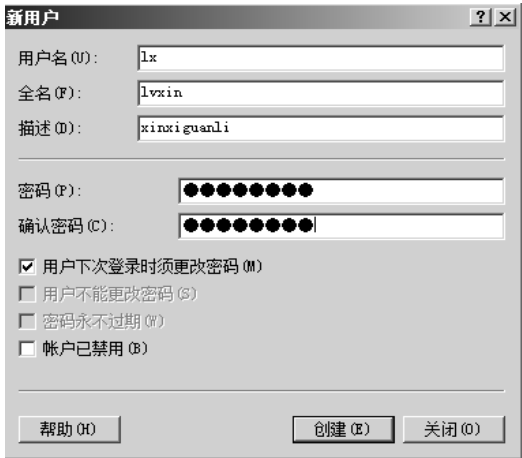 新用户
用户名(U): lx
全名(F): lvxin
描述(D): xinxiguanli
密码(P): ●●●●●●●●
确认密码(C): ●●●●●●●●
用户下次登录时须更改密码(M)
用户不能更改密码(S)
密码永不过期(W)
帐户已禁用(B)
帮助(H) 创建(E) 关闭(O)